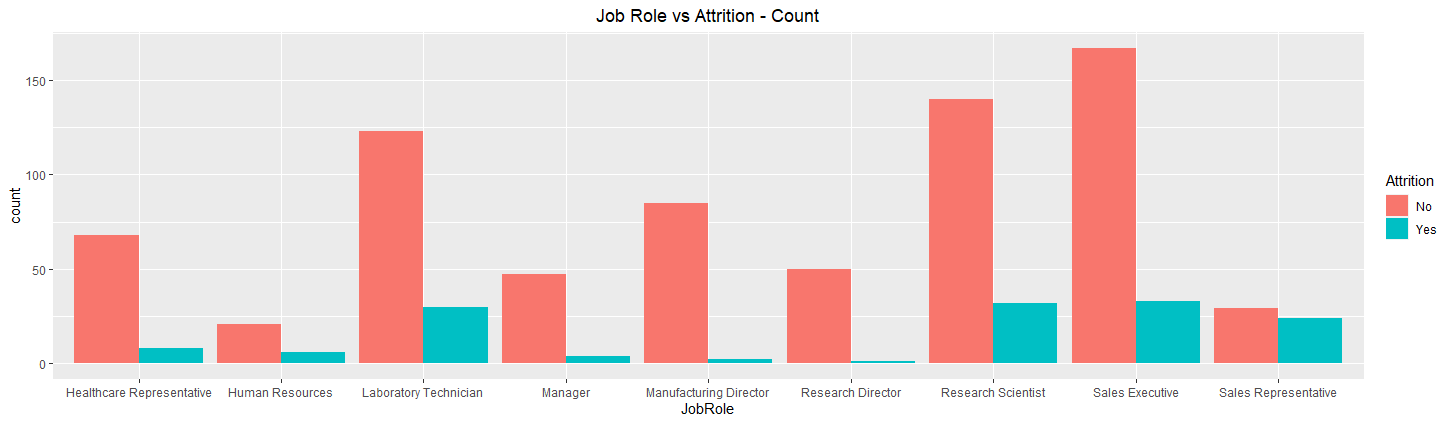 Job Role vs Attrition - Count
count
150
100
50
0
Healthcare Representative
Human Resources
Laboratory Technician
Manager
Manufacturing Director
Research Director
Research Scientist
Sales Executive
Sales Representative
JobRole
Attrition
No
Yes